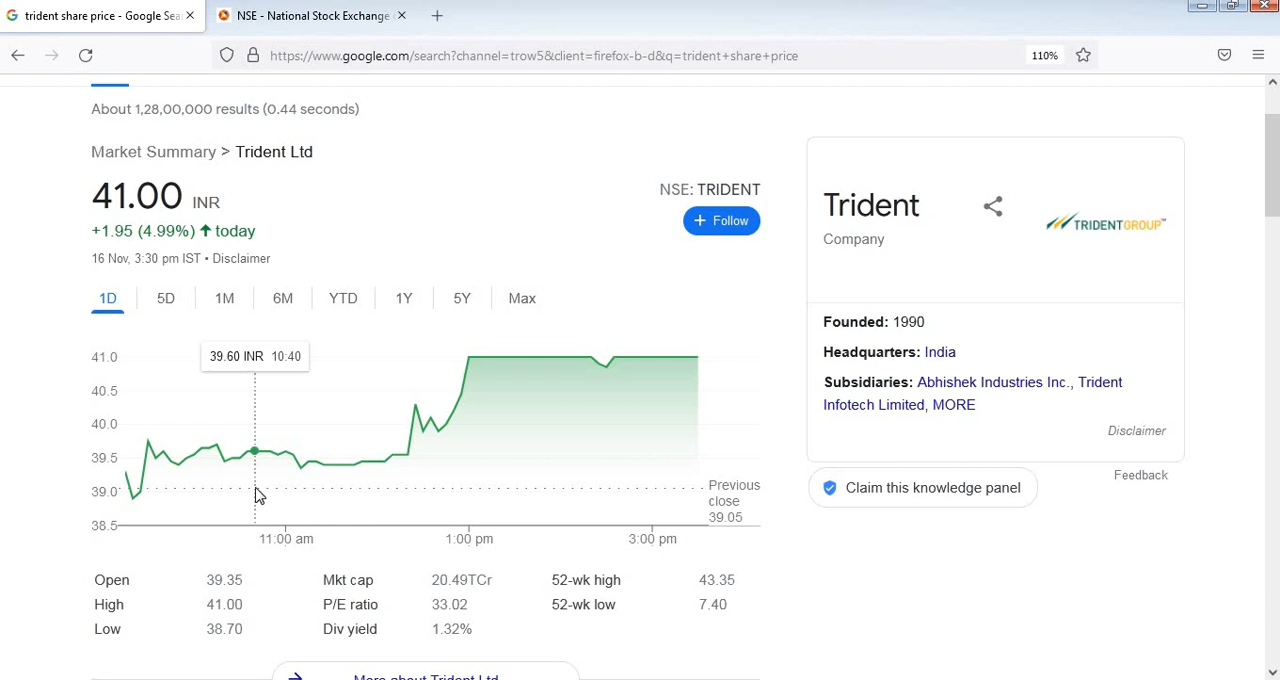 trident share price - Google Sea
NSE - National Stock Exchange
https://www.google.com/search?channel=trow5&client=firefox-b-d&q=trident+share+price
110%
About 1,28,00,000 results (0.44 seconds)
Market Summary > Trident Ltd
41.00 INR
+1.95 (4.99%) today
16 Nov, 3:30 pm IST • Disclaimer
NSE: TRIDENT
+ Follow
1D 5D 1M 6M YTD 1Y 5Y Max
39.60 INR 10:40
41.0
40.5
40.0
39.5
39.0
38.5
Previous
close
39.05
11:00 am 1:00 pm 3:00 pm
Open 39.35 Mkt cap 20.49TCr 52-wk high 43.35
High 41.00 P/E ratio 33.02 52-wk low 7.40
Low 38.70 Div yield 1.32%
More about Trident Ltd
Trident
Company
TRIDENTGROUP™
Founded: 1990
Headquarters: India
Subsidiaries: Abhishek Industries Inc., Trident
Infotech Limited, MORE
Disclaimer
Feedback
Claim this knowledge panel